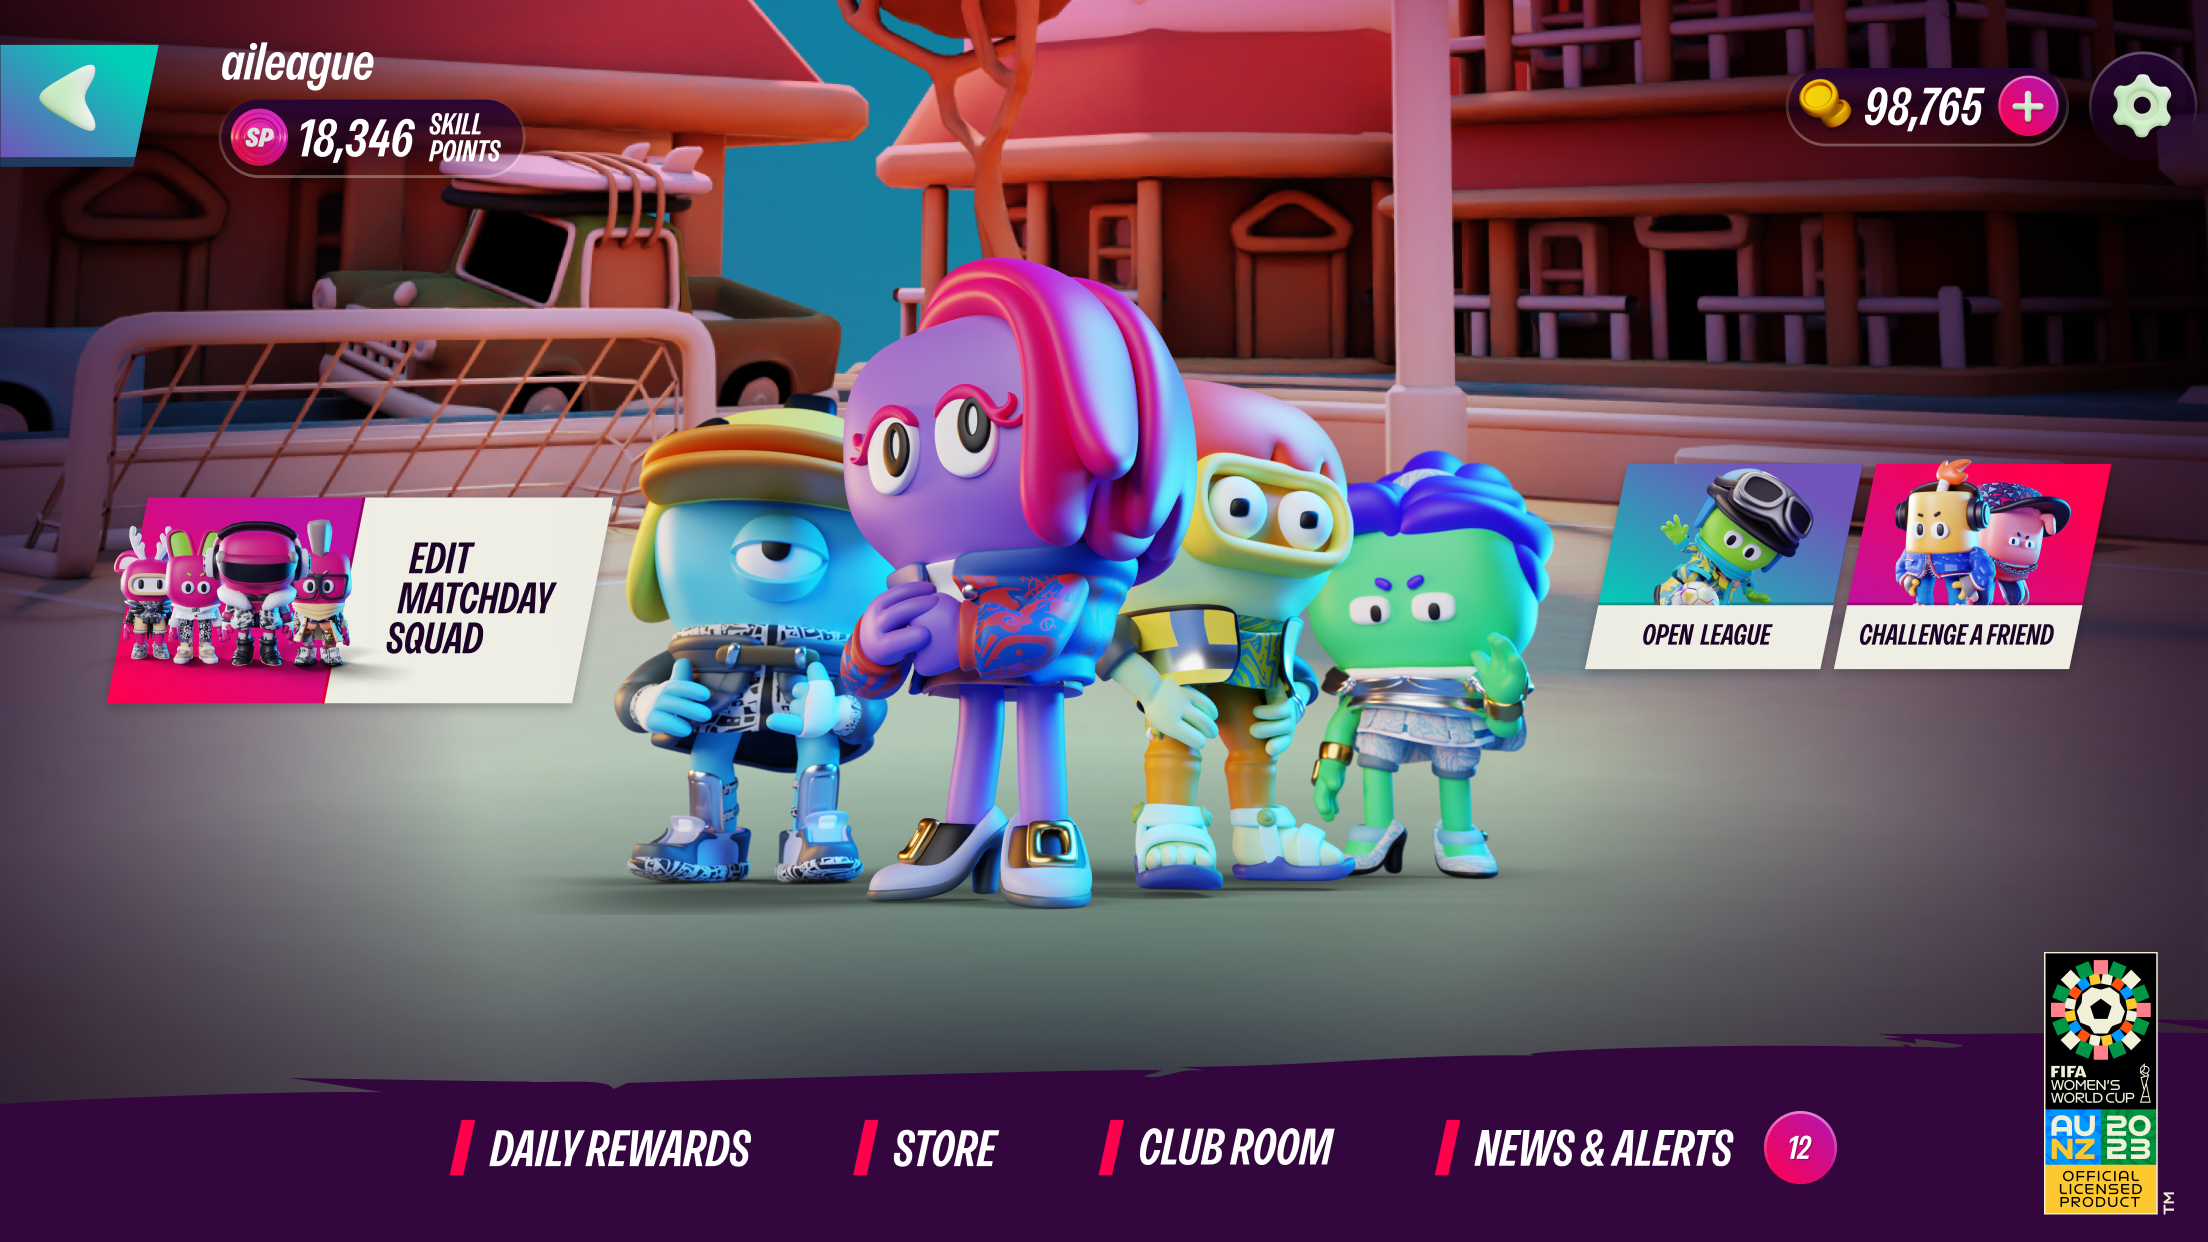 aileague
SP 18,346 SKILL
POINTS
98,765
EDIT
MATCHDAY
SQUAD
OPEN LEAGUE
CHALLENGE A FRIEND
DAILY REWARDS
STORE
CLUB ROOM
NEWS & ALERTS
12
FIFA
WOMEN'S
WORLD CUP
AU 20
NZ 23
OFFICIAL
LICENSED
PRODUCT
TM